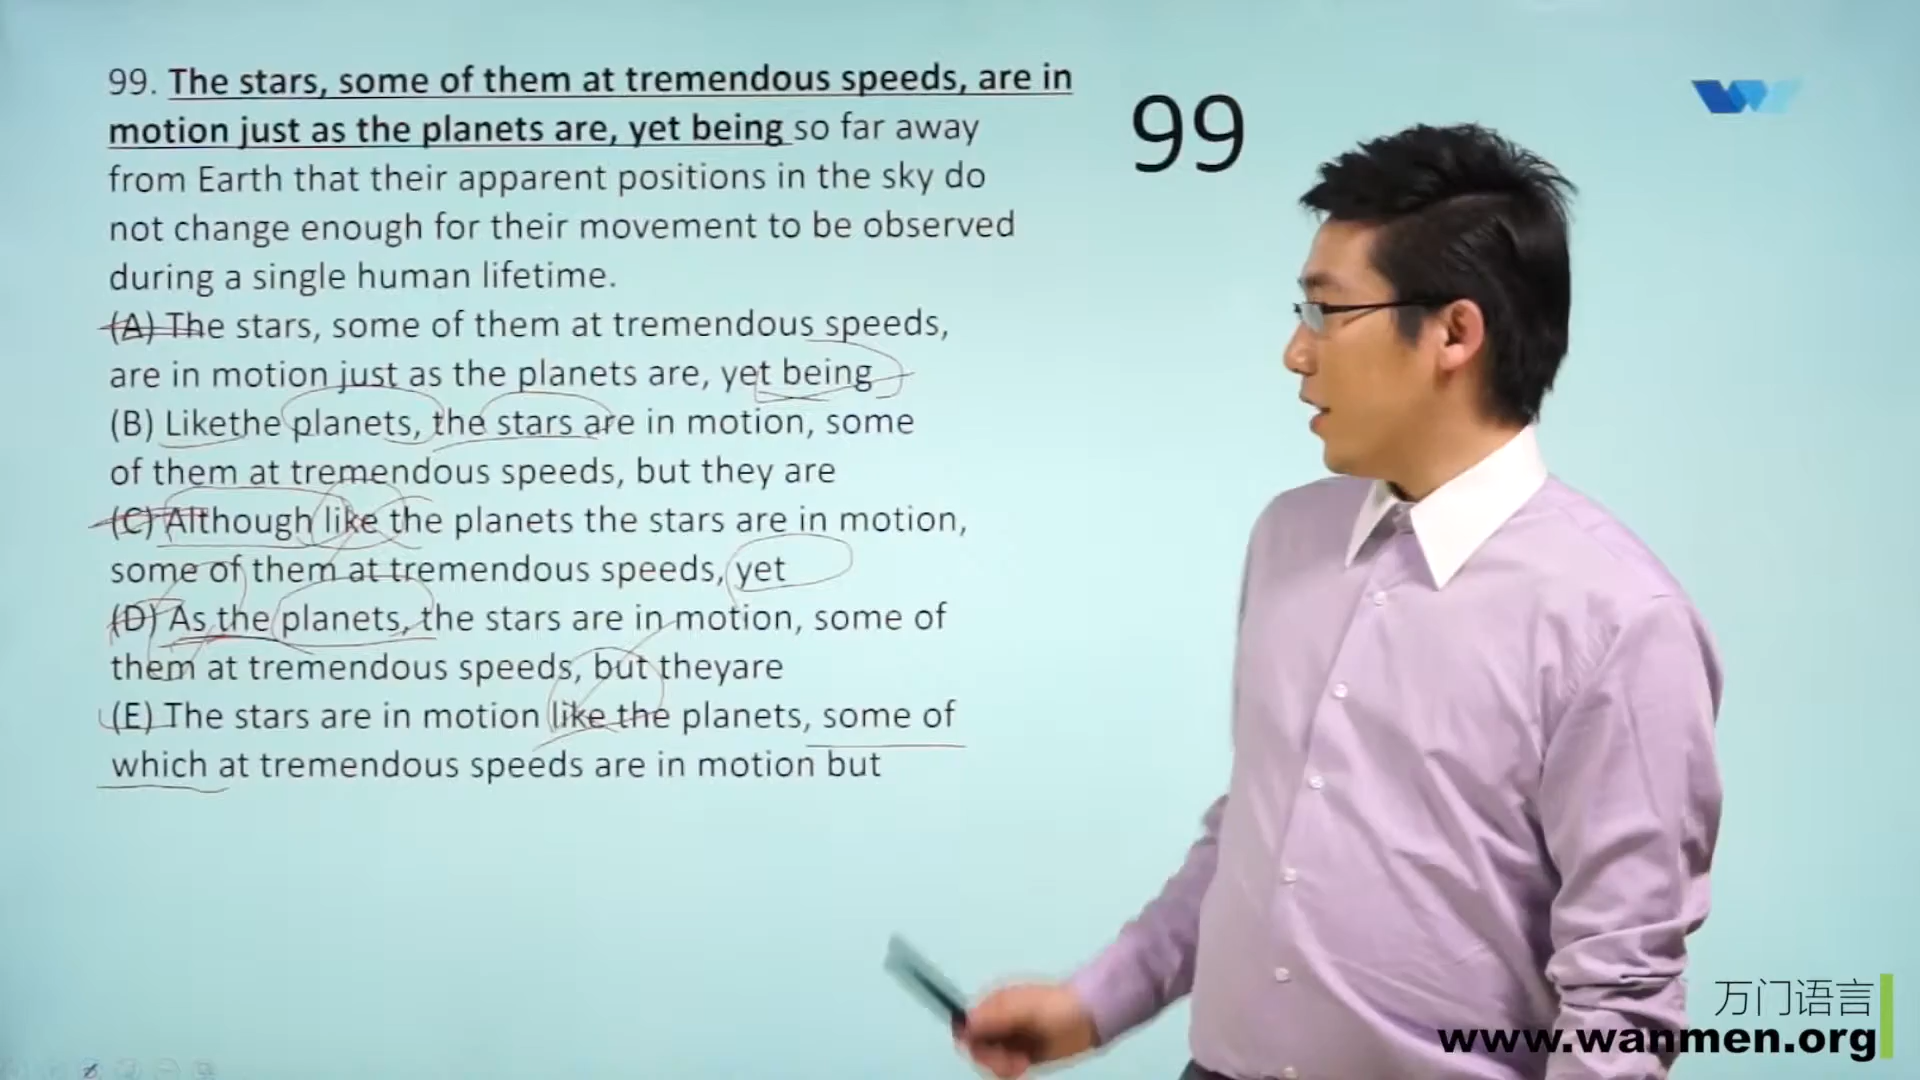 99. The stars, some of them at tremendous speeds, are in
motion just as the planets are, yet being so far away
from Earth that their apparent positions in the sky do
not change enough for their movement to be observed
during a single human lifetime.
(A) The stars, some of them at tremendous speeds,
are in motion just as the planets are, yet being
(B) Likethe planets, the stars are in motion, some
of them at tremendous speeds, but they are
(C) Although like the planets the stars are in motion,
some of them at tremendous speeds, yet
(D) As the planets, the stars are in motion, some of
them at tremendous speeds, but theyare
(E) The stars are in motion like the planets, some of
which at tremendous speeds are in motion but
99
万门语言
www.wanmen.org